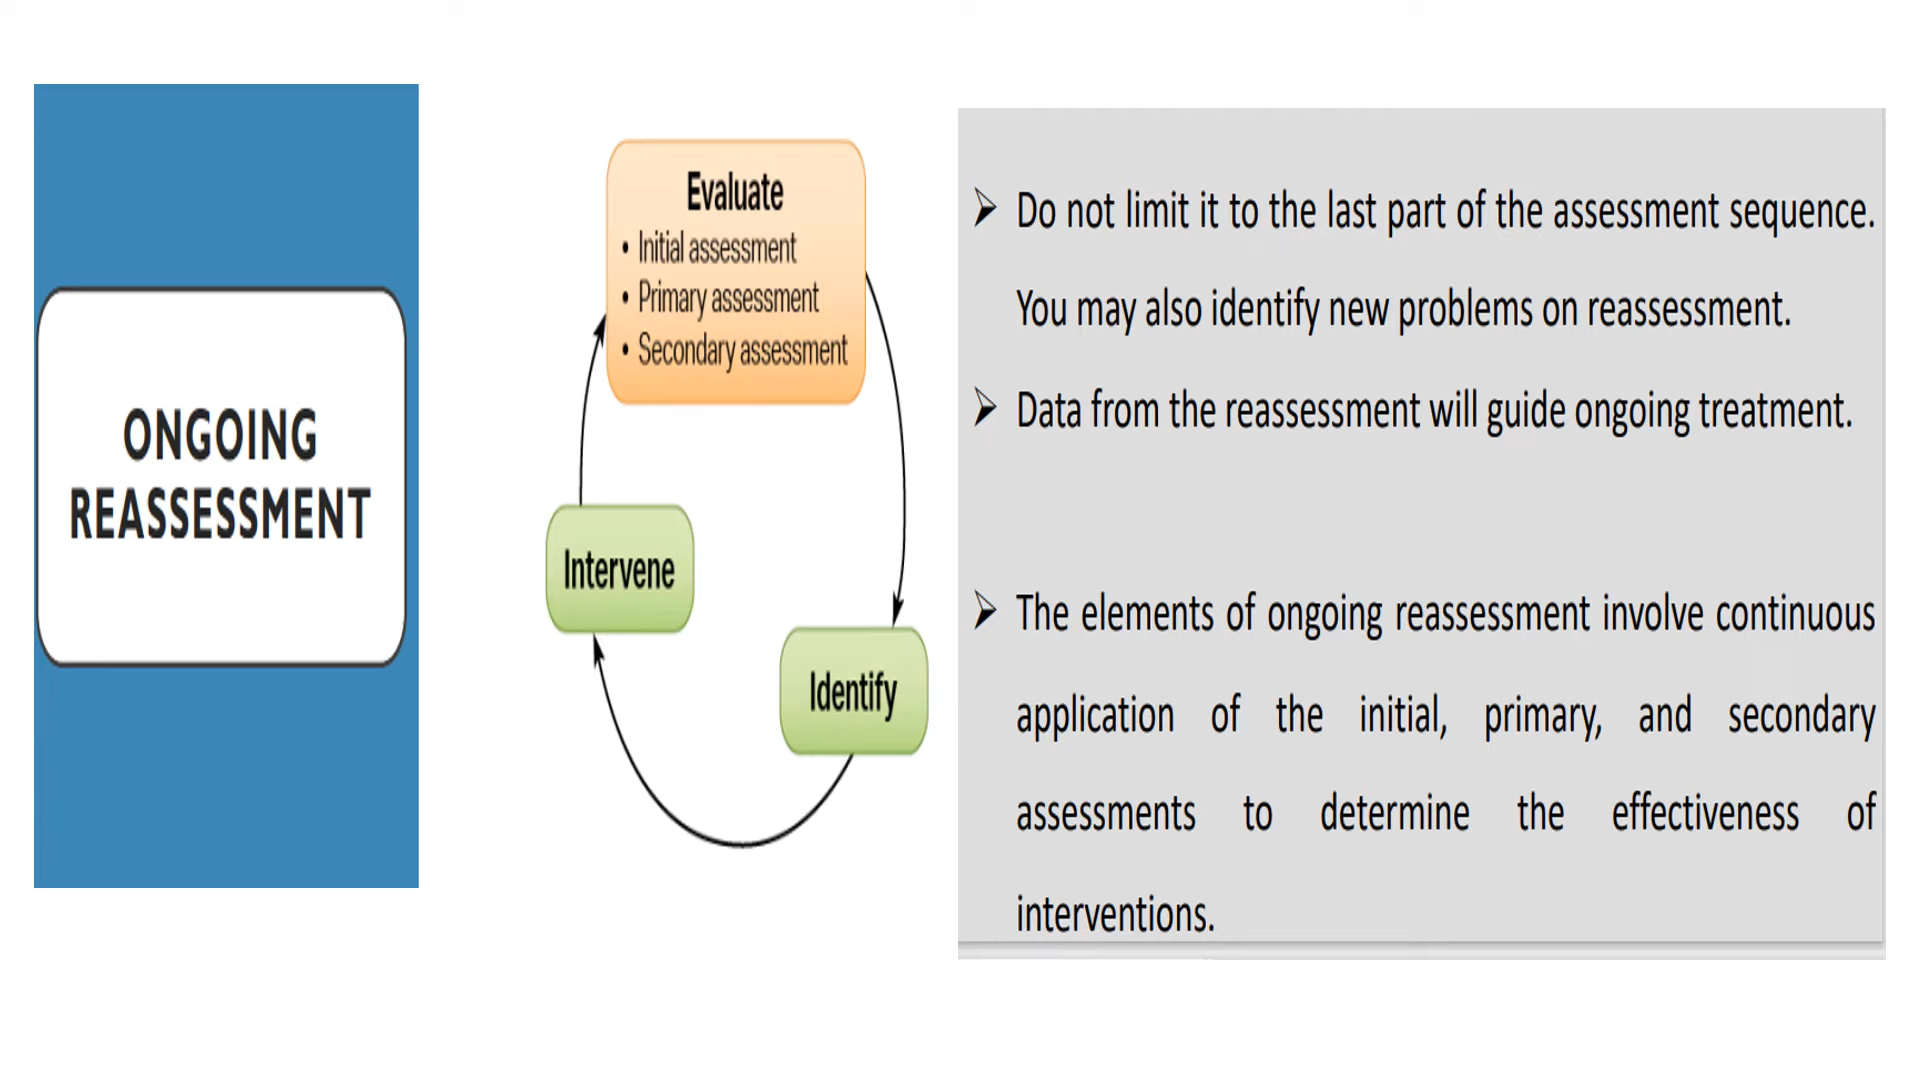 ONGOING
REASSESSMENT
Evaluate
• Initial assessment
• Primary assessment
• Secondary assessment
Intervene
Identify
➢ Do not limit it to the last part of the assessment sequence.
You may also identify new problems on reassessment.
➢ Data from the reassessment will guide ongoing treatment.
➢ The elements of ongoing reassessment involve continuous
application of the initial, primary, and secondary
assessments to determine the effectiveness of
interventions.